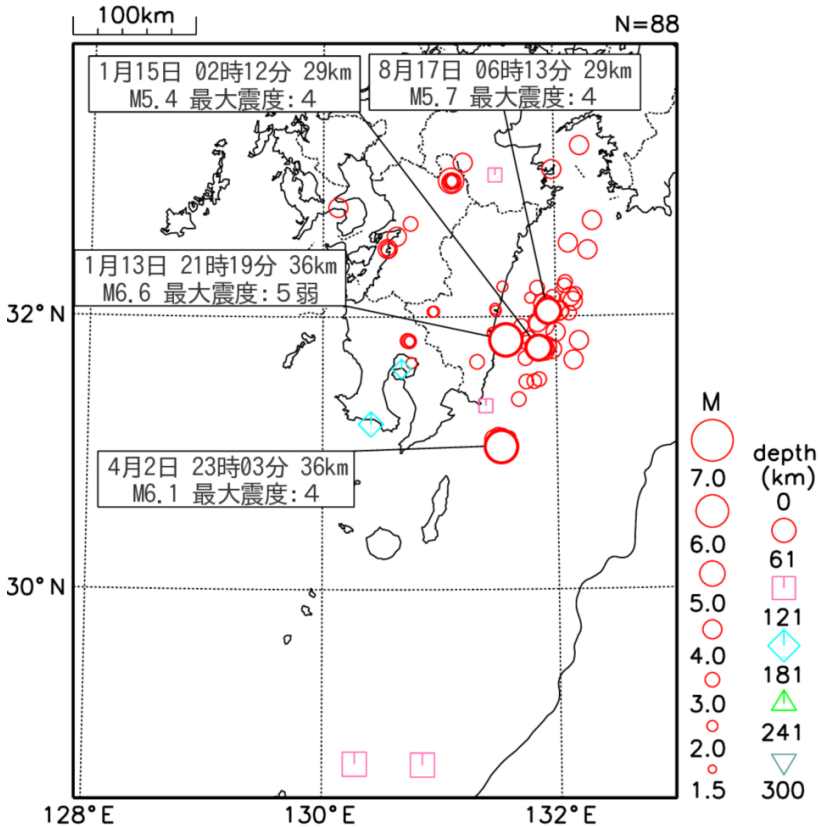 100km
N=88
1月15日 02時12分 29km
M5.4 最大震度:4
8月17日 06時13分 29km
M5.7 最大震度:4
1月13日 21時19分 36km
M6.6 最大震度:5弱
32°N
4月2日 23時03分 36km
M6.1 最大震度:4
30°N
128°E
130°E
132°E
M
7.0
6.0
5.0
4.0
3.0
2.0
1.5
depth
(km)
0
61
121
181
241
300